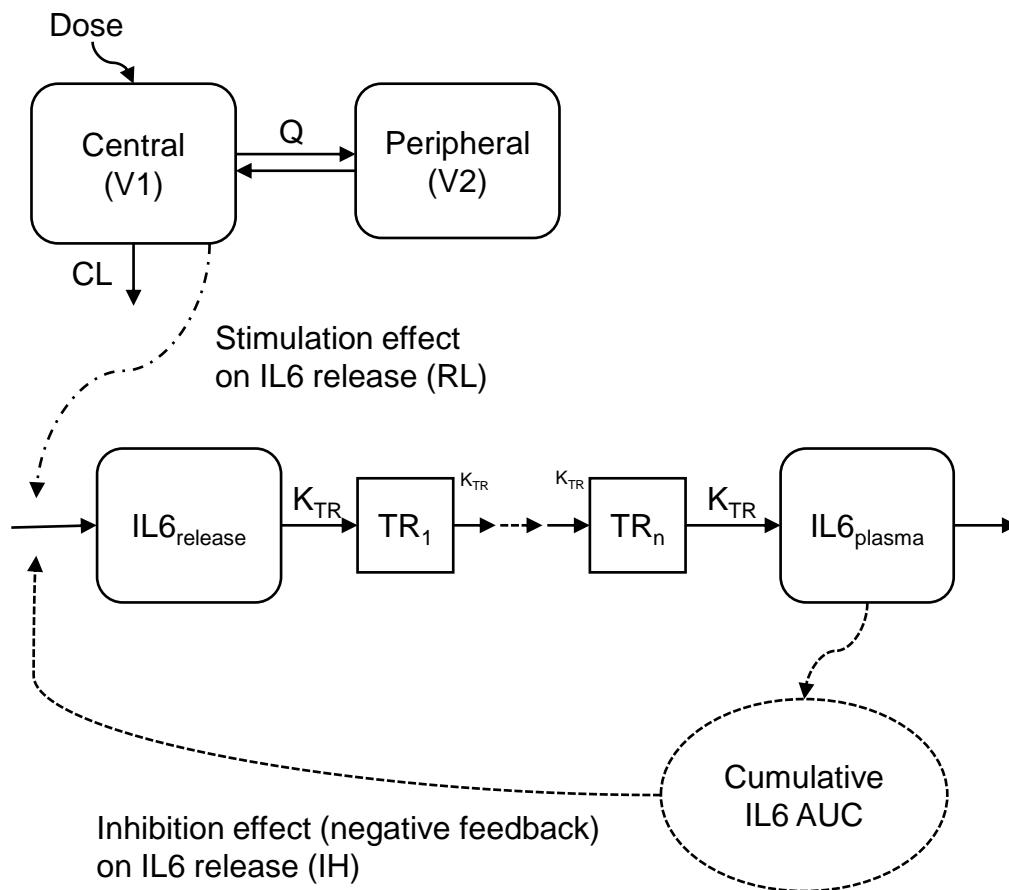 Dose
Central
(V1)
Q
Peripheral
(V2)
CL
Stimulation effect
on IL6 release (RL)
IL6release
KTR
TR1
KTR
KTR
TRn
KTR
IL6plasma
Cumulative
IL6 AUC
Inhibition effect (negative feedback)
on IL6 release (IH)